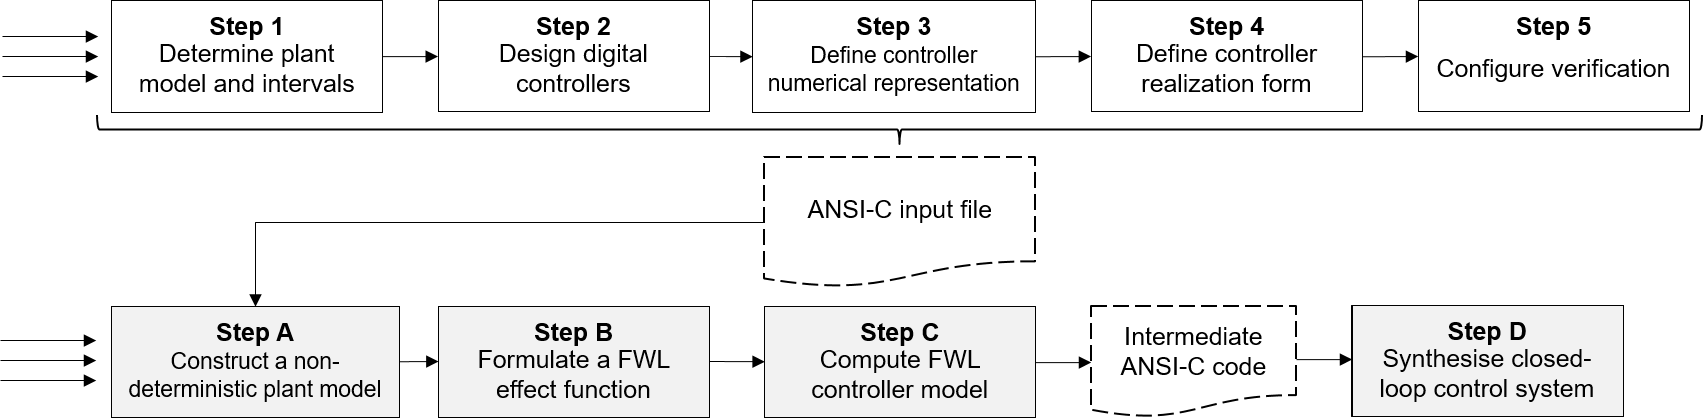 Step 1
Determine plant
model and intervals
Step 2
Design digital
controllers
Step 3
Define controller
numerical representation
Step 4
Define controller
realization form
Step 5
Configure verification
ANSI-C input file
Step A
Construct a non-
deterministic plant model
Step B
Formulate a FWL
effect function
Step C
Compute FWL
controller model
Intermediate
ANSI-C code
Step D
Synthesise closed-
loop control system